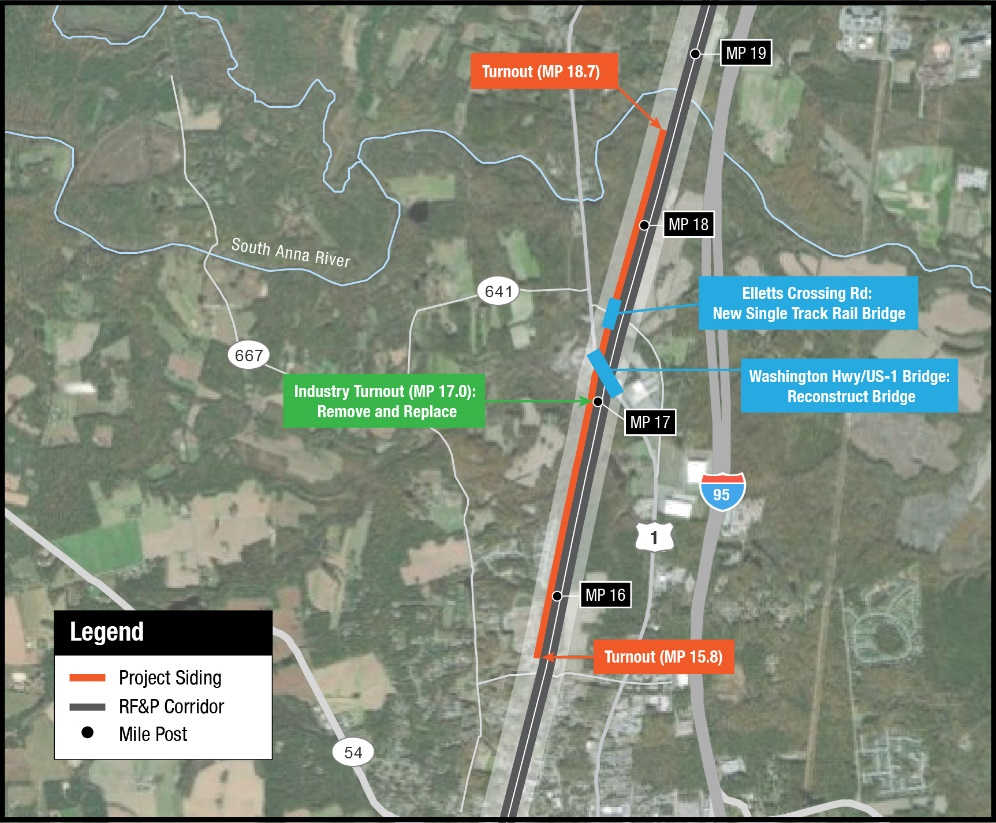 MP 19
Turnout (MP 18.7)
MP 18
South Anna River
641
Elletts Crossing Rd:
New Single Track Rail Bridge
667
Washington Hwy/US-1 Bridge:
Reconstruct Bridge
Industry Turnout (MP 17.0):
Remove and Replace
MP 17
95
1
MP 16
Turnout (MP 15.8)
Legend
Project Siding
RF&P Corridor
Mile Post
54